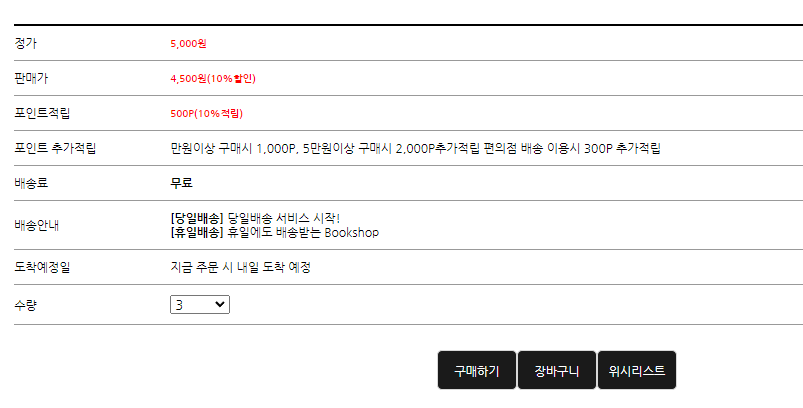 정가 5,000원
판매가 4,500원(10%할인)
포인트적립 500P(10%적림)
포인트 추가적립 만원이상 구매시 1,000P, 5만원이상 구매시 2,000P추가적립 편의점 배송 이용시 300P 추가적립
배송료 무료
배송안내 [당일배송] 당일배송 서비스 시작!
[휴일배송] 휴일에도 배송받는 Bookshop
도착예정일 지금 주문 시 내일 도착 예정
수량 3
구매하기 장바구니 위시리스트